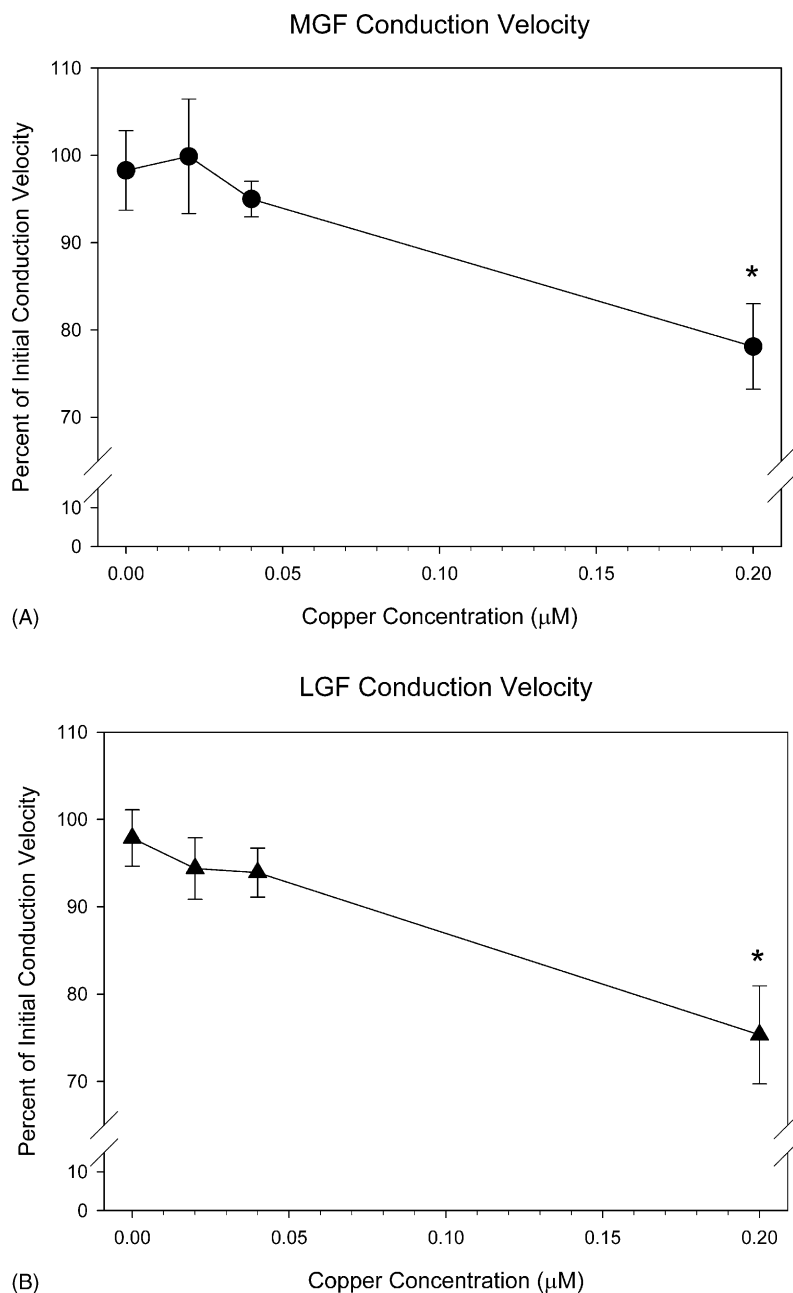 MGF Conduction Velocity
110
100
90
80
70
10
0
Percent of Initial Conduction Velocity
*
0.00 0.05 0.10 0.15 0.20
Copper Concentration (μM)
(A)
LGF Conduction Velocity
110
100
90
80
70
10
0
Percent of Initial Conduction Velocity
*
0.00 0.05 0.10 0.15 0.20
Copper Concentration (μM)
(B)